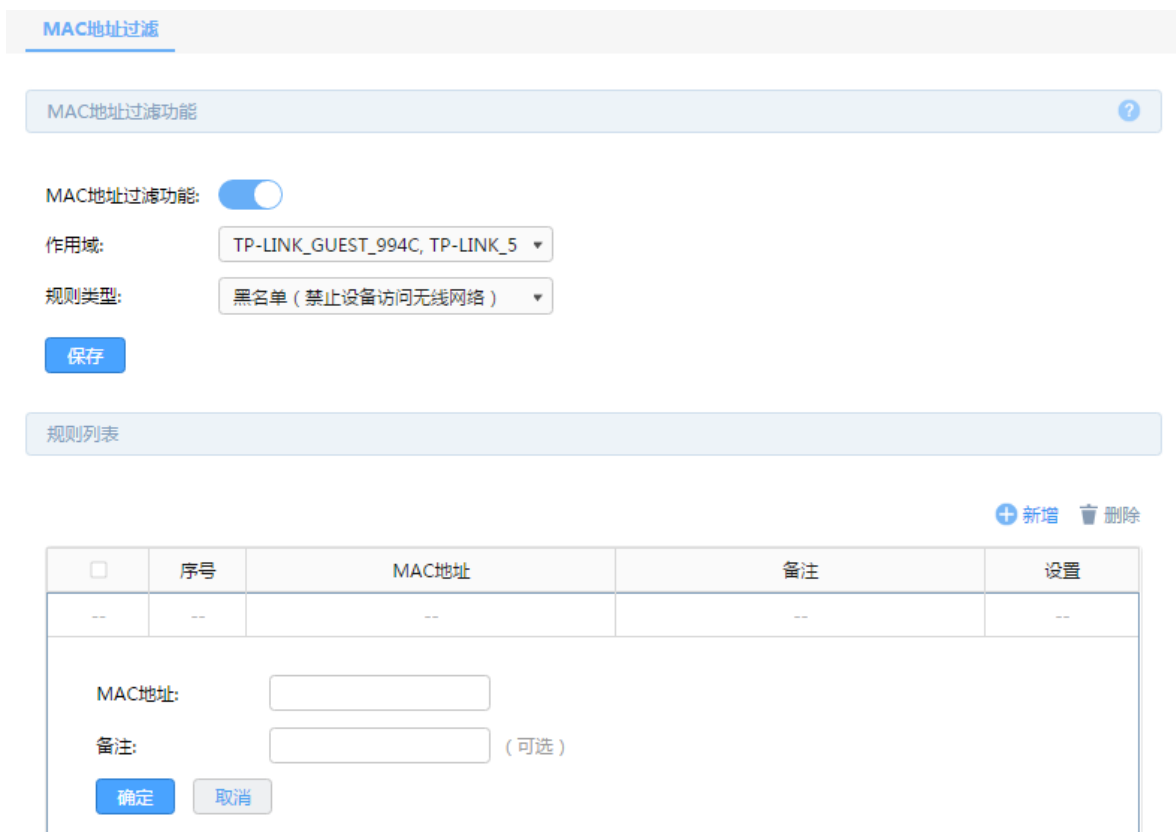 MAC地址过滤
MAC地址过滤功能 ?
MAC地址过滤功能:
作用域: TP-LINK_GUEST_994C, TP-LINK_5
规则类型: 黑名单（禁止设备访问无线网络）
保存
规则列表
新增 删除
序号 MAC地址 备注 设置
-- -- -- -- --
MAC地址:
备注: （可选）
确定 取消